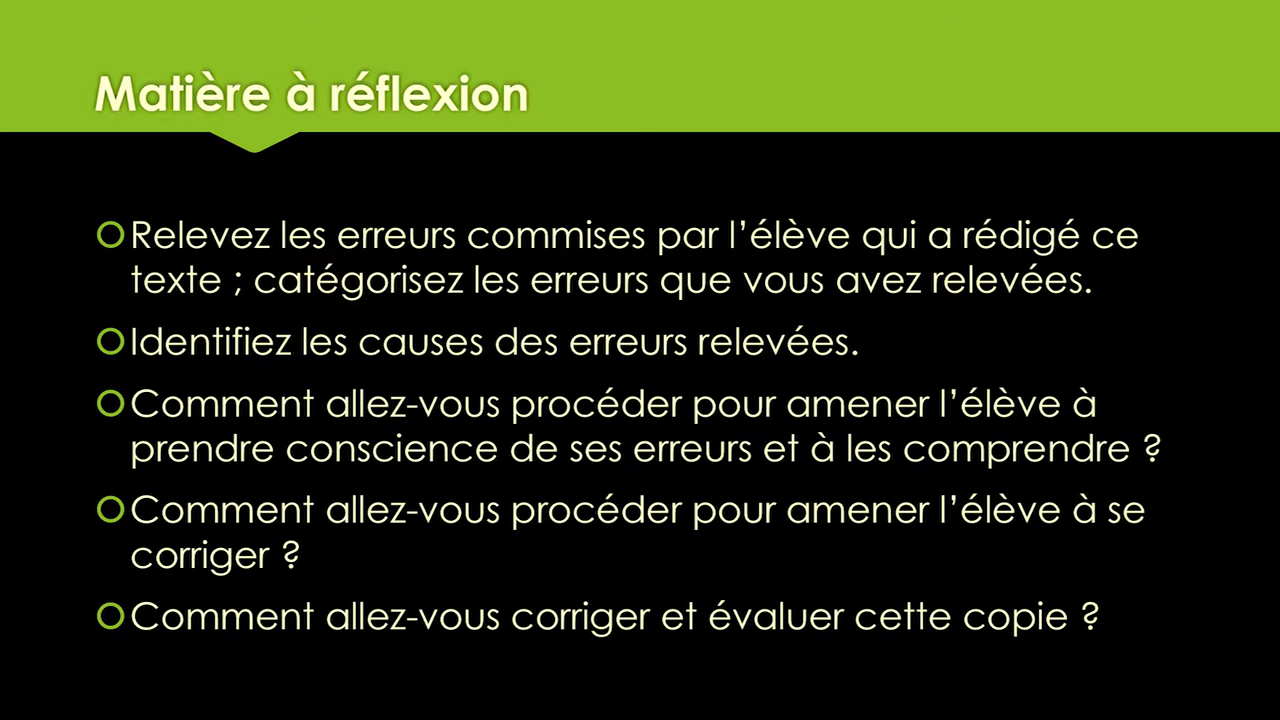 Matière à réflexion
Relevez les erreurs commises par l’élève qui a rédigé ce
texte ; catégorisez les erreurs que vous avez relevées.
Identifiez les causes des erreurs relevées.
Comment allez-vous procéder pour amener l’élève à
prendre conscience de ses erreurs et à les comprendre ?
Comment allez-vous procéder pour amener l’élève à se
corriger ?
Comment allez-vous corriger et évaluer cette copie ?